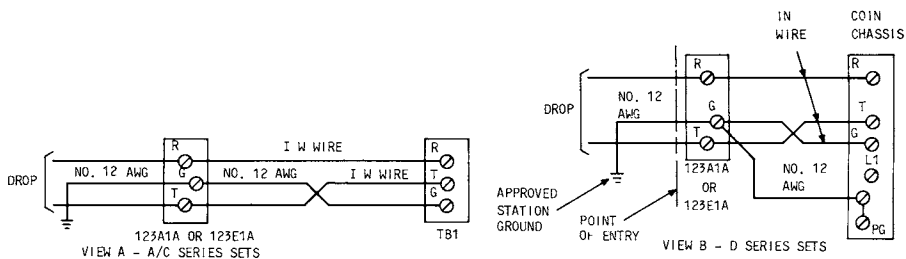 R
I W WIRE
R
DROP
NO. 12 AWG
G
NO. 12 AWG
I W WIRE
T
T
G
123A1A OR 123E1A
TB1
VIEW A - A/C SERIES SETS
IN
WIRE
COIN
CHASSIS
R
R
DROP
NO. 12
AWG
G
T
T
G
L1
123A1A
OR
123E1A
NO. 12
AWG
APPROVED
STATION
GROUND
POINT
OF ENTRY
PG
VIEW B - D SERIES SETS